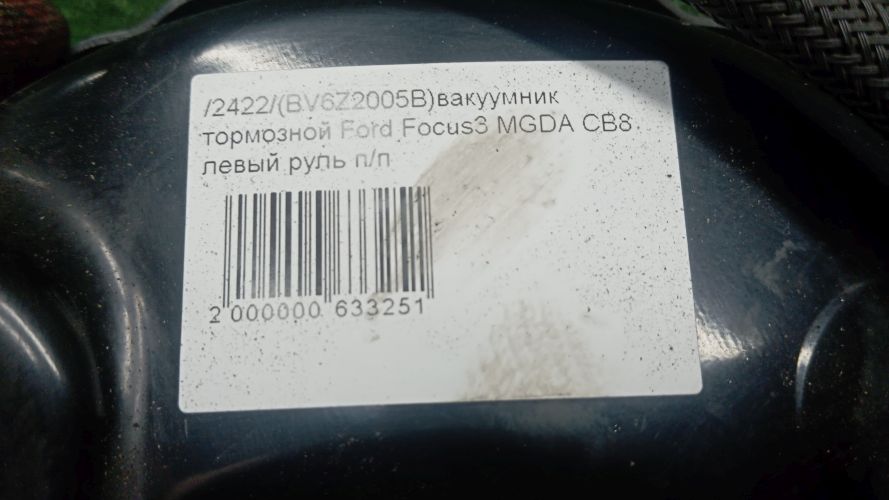 /2422/(BV6Z2005B)вакуумник
тормозной Ford Focus3 MGDA CB8
левый руль п/п
2 000000 633251